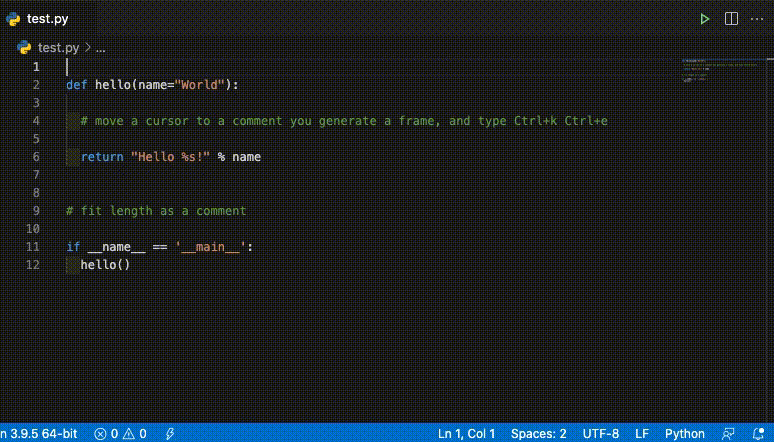 test.py
test.py > ...
1
2 def hello(name="World"):
3
4 # move a cursor to a comment you generate a frame, and type Ctrl+k Ctrl+e
5
6 return "Hello %s!" % name
7
8
9 # fit length as a comment
10
11 if __name__ == '__main__':
12 hello()
n 3.9.5 64-bit 0 0 Ln 1, Col 1 Spaces: 2 UTF-8 LF Python